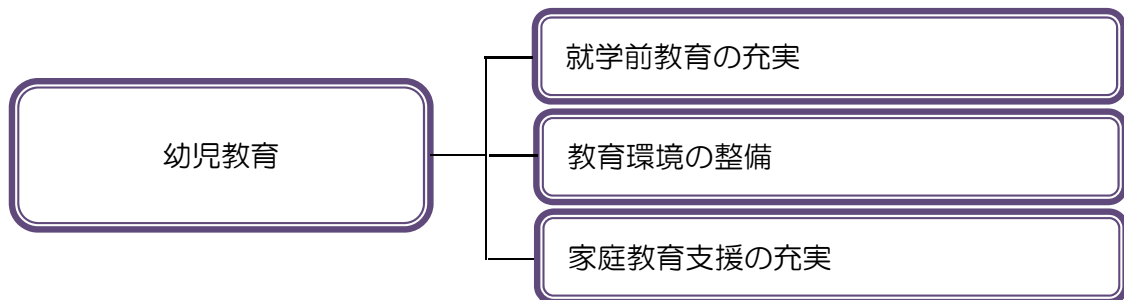 幼児教育
就学前教育の充実
教育環境の整備
家庭教育支援の充実